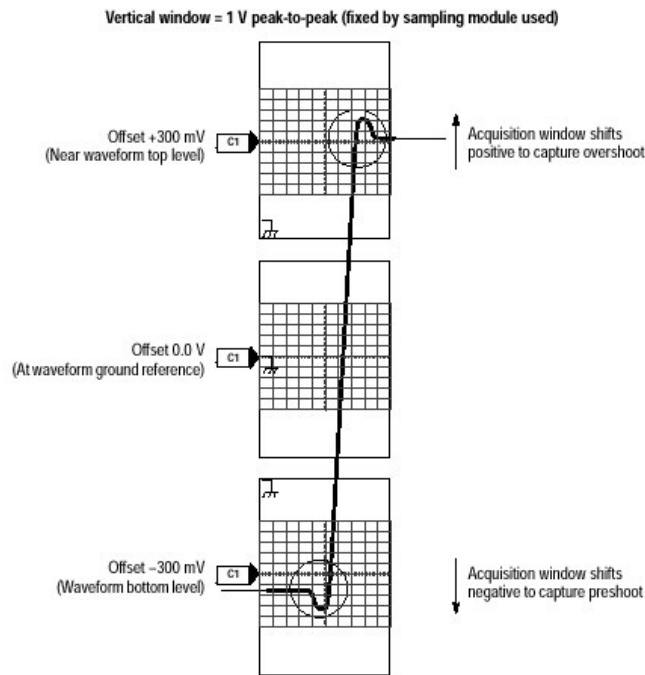 Vertical window = 1 V peak-to-peak (fixed by sampling module used)
Offset +300 mV
(Near waveform top level)
C1
Acquisition window shifts
positive to capture overshoot
Offset 0.0 V
(At waveform ground reference)
C1
Offset −300 mV
(Waveform bottom level)
C1
Acquisition window shifts
negative to capture preshoot